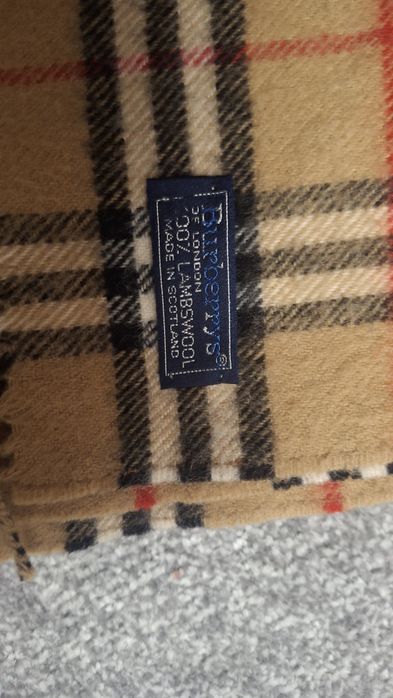 Burberrys®
OF LONDON
100% LAMBSWOOL
MADE IN SCOTLAND